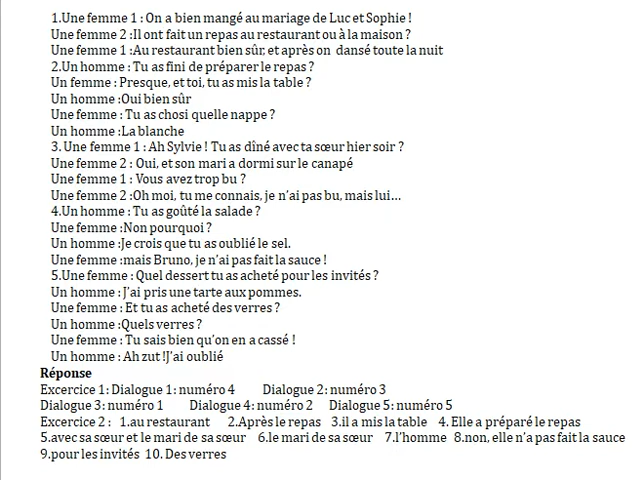 1.Une femme 1 : On a bien mangé au mariage de Luc et Sophie !
Une femme 2 :Il ont fait un repas au restaurant ou à la maison ?
Une femme 1 :Au restaurant bien sûr, et après on dansé toute la nuit
2.Un homme : Tu as fini de préparer le repas ?
Un femme : Presque, et toi, tu as mis la table ?
Un homme :Oui bien sûr
Une femme : Tu as chosi quelle nappe ?
Un homme :La blanche
3. Une femme 1 : Ah Sylvie ! Tu as dîné avec ta sœur hier soir ?
Une femme 2 : Oui, et son mari a dormi sur le canapé
Une femme 1 : Vous avez trop bu ?
Une femme 2 :Oh moi, tu me connais, je n'ai pas bu, mais lui...
4.Un homme : Tu as goûté la salade ?
Une femme :Non pourquoi ?
Un homme :Je crois que tu as oublié le sel.
Une femme :mais Bruno, je n'ai pas fait la sauce !
5.Une femme : Quel dessert tu as acheté pour les invités ?
Un homme : J'ai pris une tarte aux pommes.
Une femme : Et tu as acheté des verres ?
Un homme :Quels verres ?
Une femme : Tu sais bien qu'on en a cassé !
Un homme : Ah zut !J'ai oublié
Réponse
Excercice 1: Dialogue 1: numéro 4 Dialogue 2: numéro 3
Dialogue 3: numéro 1 Dialogue 4: numéro 2 Dialogue 5: numéro 5
Excercice 2 : 1.au restaurant 2.Après le repas 3.il a mis la table 4. Elle a préparé le repas
5.avec sa sœur et le mari de sa sœur 6.le mari de sa sœur 7.l'homme 8.non, elle n'a pas fait la sauce
9.pour les invités 10. Des verres